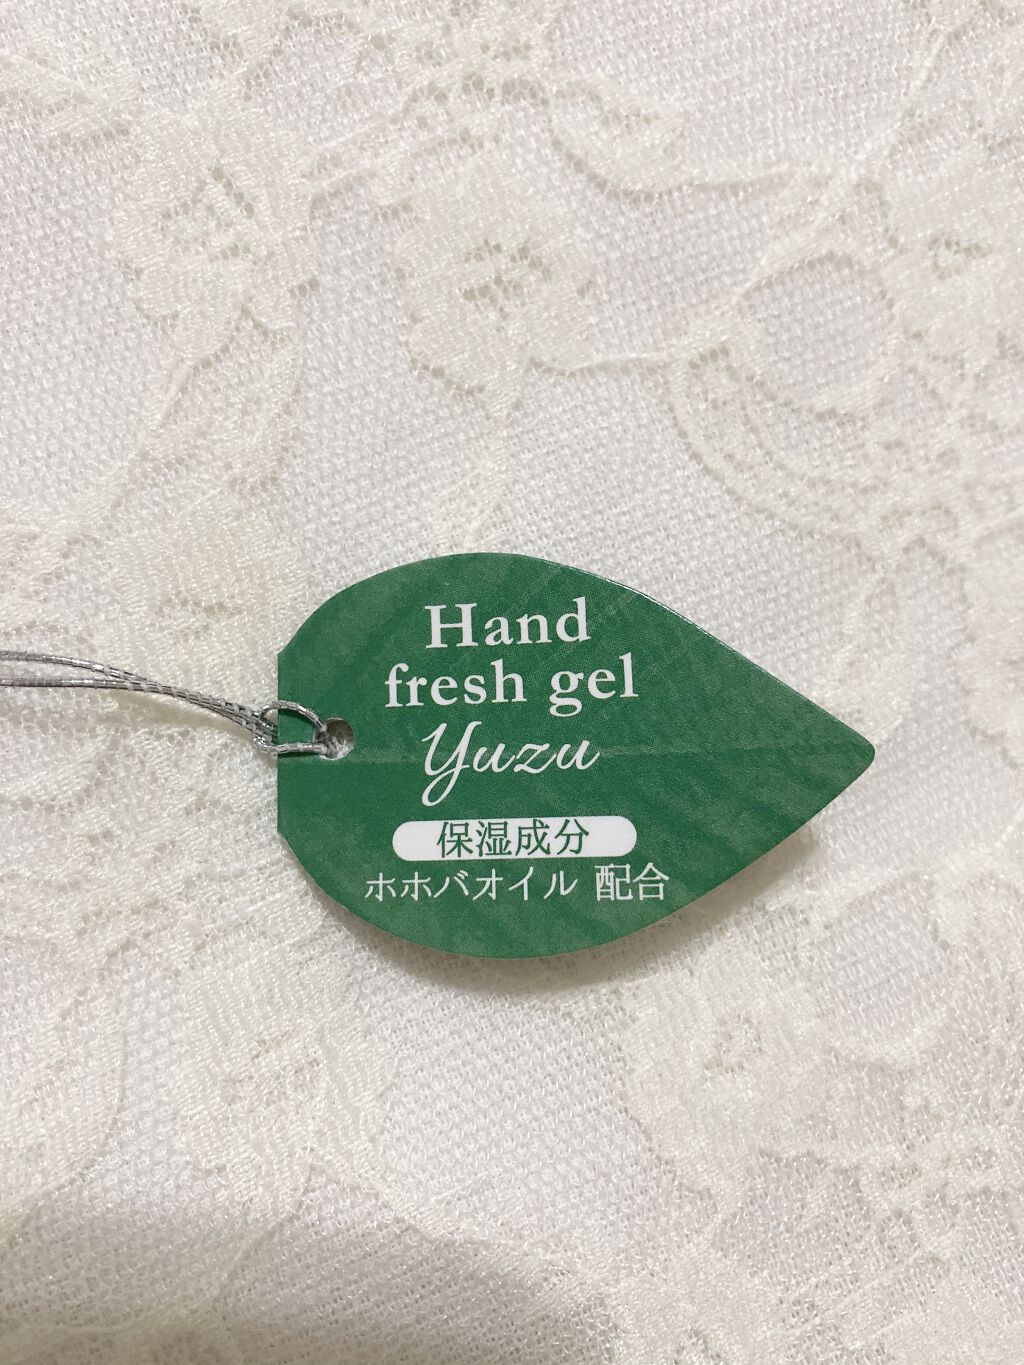 Hand
fresh gel
Yuzu
保湿成分
ホホバオイル 配合